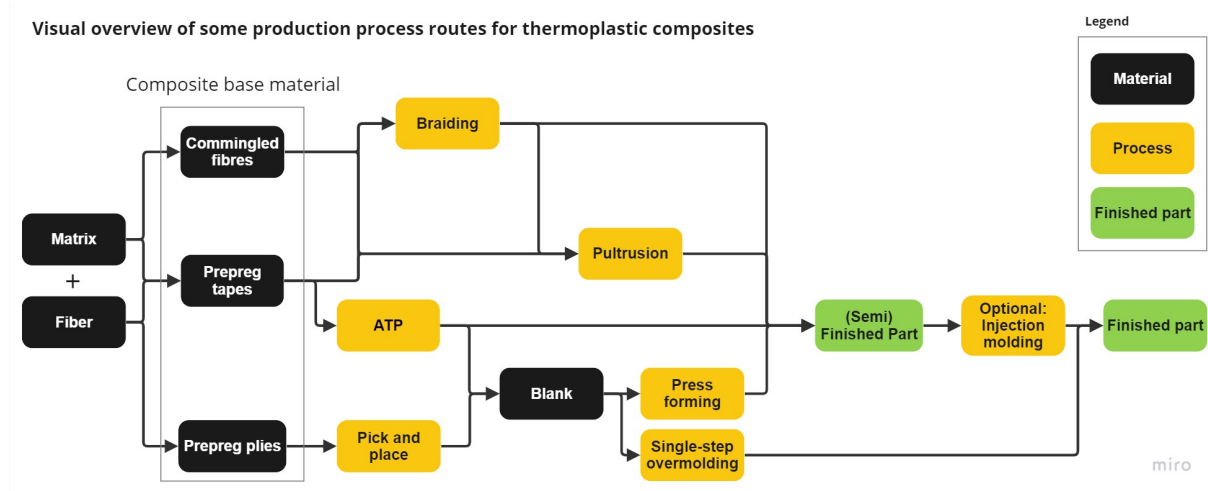 Visual overview of some production process routes for thermoplastic composites
Legend
Material
Process
Finished part
Composite base material
Commingled
fibres
Braiding
Matrix
+
Fiber
Prepreg
tapes
Pultrusion
ATP
(Semi)
Finished Part
Optional:
Injection
molding
Finished part
Blank
Press
forming
Prepreg plies
Pick and
place
Single-step
overmolding
miro